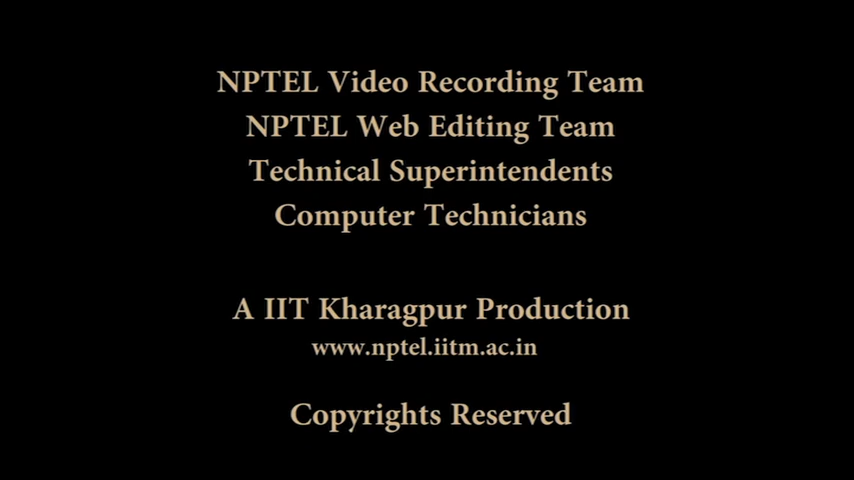 NPTEL Video Recording Team
NPTEL Web Editing Team
Technical Superintendents
Computer Technicians
A IIT Kharagpur Production
www.nptel.iitm.ac.in
Copyrights Reserved